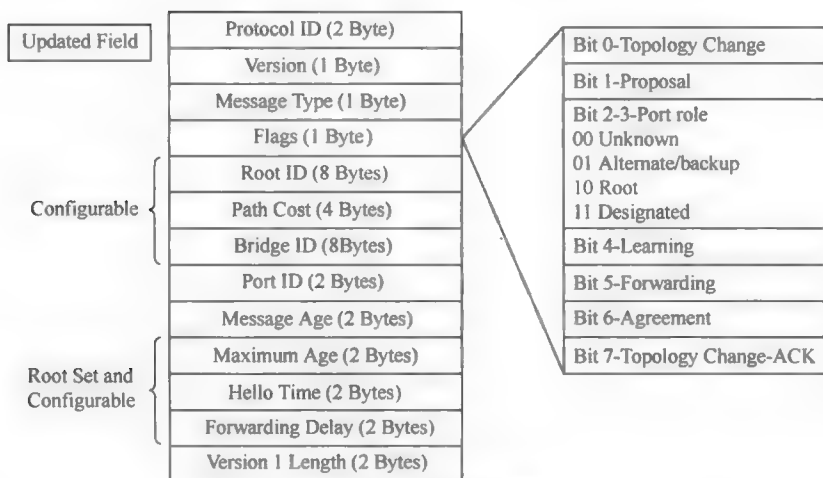 Updated Field
Protocol ID (2 Byte)
Version (1 Byte)
Message Type (1 Byte)
Flags (1 Byte)
Configurable
Root ID (8 Bytes)
Path Cost (4 Bytes)
Bridge ID (8Bytes)
Port ID (2 Bytes)
Message Age (2 Bytes)
Root Set and
Configurable
Maximum Age (2 Bytes)
Hello Time (2 Bytes)
Forwarding Delay (2 Bytes)
Version 1 Length (2 Bytes)
Bit 0-Topology Change
Bit 1-Proposal
Bit 2-3-Port role
00 Unknown
01 Alternate/backup
10 Root
11 Designated
Bit 4-Learning
Bit 5-Forwarding
Bit 6-Agreement
Bit 7-Topology Change-ACK